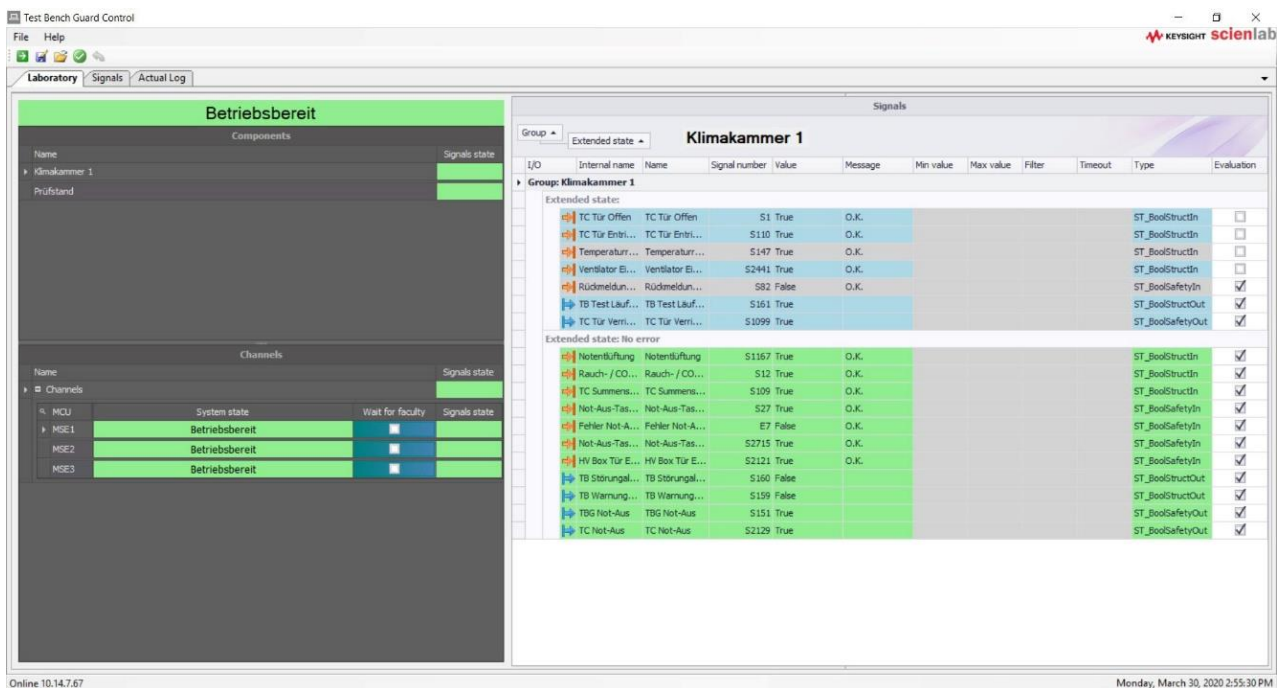 Test Bench Guard Control
File Help
KEYSIGHT scienlab
Laboratory Signals Actual Log
Betriebsbereit
Components
Name Signals state
Klimakammer 1
Prüfstand
Channels
Name Signals state
Channels
MCU System state Wait for faculty Signals state
MSE1 Betriebsbereit
MSE2 Betriebsbereit
MSE3 Betriebsbereit
Signals
Group Extended state Klimakammer 1
I/O Internal name Name Signal number Value Message Min value Max value Filter Timeout Type Evaluation
Group: Klimakammer 1
Extended state:
TC Tür Offen TC Tür Offen S1 True O.K. ST_BoolStructIn
TC Tür Entri... TC Tür Entri... S110 True O.K. ST_BoolStructIn
Temperaturr... Temperaturr... S147 True O.K. ST_BoolStructIn
Ventilator Ei... Ventilator Ei... S2441 True O.K. ST_BoolStructIn
Rückmeldun... Rückmeldun... S82 False O.K. ST_BoolSafetyIn
TB Test Läuf... TB Test Läuf... S161 True ST_BoolStructOut
TC Tür Verri... TC Tür Verri... S1099 True ST_BoolSafetyOut
Extended state: No error
Notentlüftung Notentlüftung S1167 True O.K. ST_BoolStructIn
Rauch- / CO... Rauch- / CO... S12 True O.K. ST_BoolStructIn
TC Summens... TC Summens... S109 True O.K. ST_BoolStructIn
Not-Aus-Tas... Not-Aus-Tas... S27 True O.K. ST_BoolSafetyIn
Fehler Not-A... Fehler Not-A... E7 False O.K. ST_BoolSafetyIn
Not-Aus-Tas... Not-Aus-Tas... S2715 True O.K. ST_BoolSafetyIn
HV Box Tür E... HV Box Tür E... S2121 True O.K. ST_BoolSafetyIn
TB Störungal... TB Störungal... S160 False ST_BoolStructOut
TB Warnung... TB Warnung... S159 False ST_BoolStructOut
TBG Not-Aus TBG Not-Aus S151 True ST_BoolSafetyOut
TC Not-Aus TC Not-Aus S2129 True ST_BoolSafetyOut
Online 10.14.7.67 Monday, March 30, 2020 2:55:30 PM